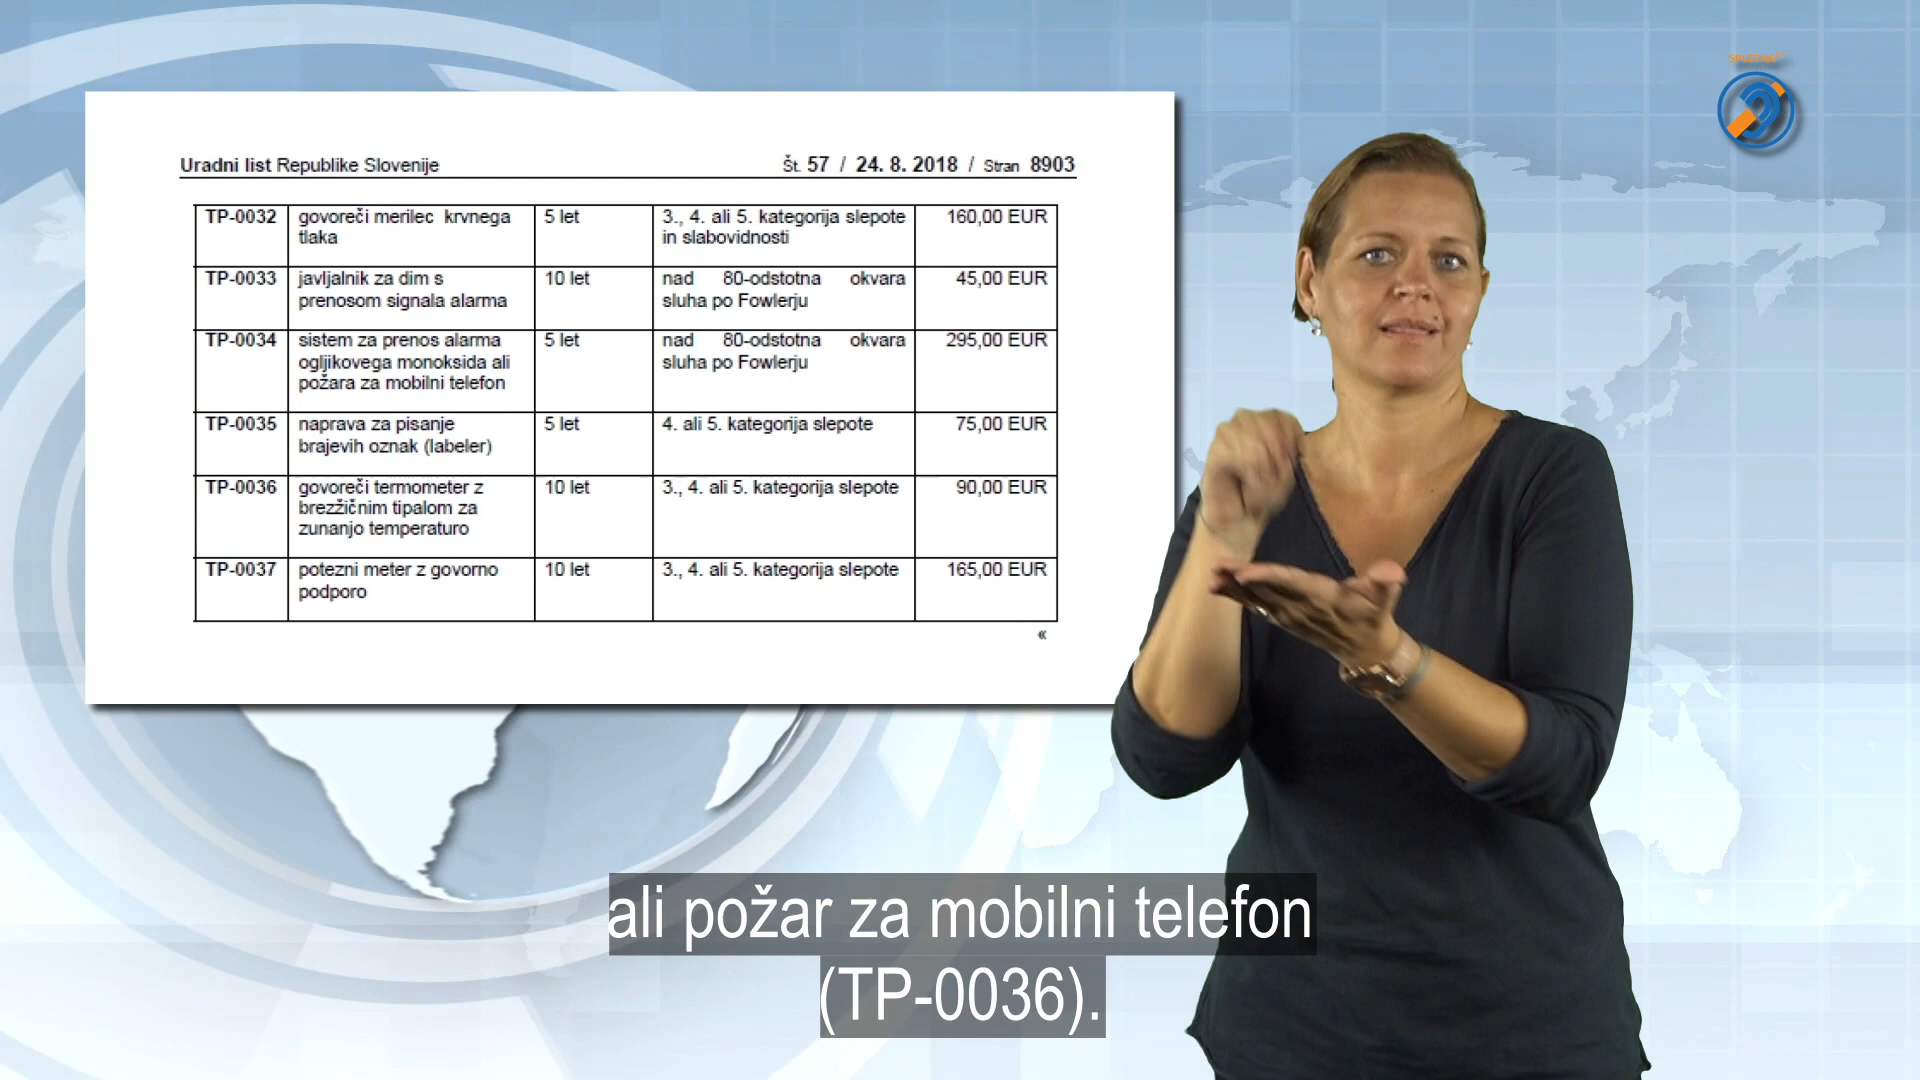 SPLETNA TV
Uradni list Republike Slovenije Št. 57 / 24. 8. 2018 / Stran 8903
TP-0032 govoreči merilec krvnega tlaka 5 let 3., 4. ali 5. kategorija slepote in slabovidnosti 160,00 EUR
TP-0033 javljalnik za dim s prenosom signala alarma 10 let nad 80-odstotna okvara sluha po Fowlerju 45,00 EUR
TP-0034 sistem za prenos alarma ogljikovega monoksida ali požara za mobilni telefon 5 let nad 80-odstotna okvara sluha po Fowlerju 295,00 EUR
TP-0035 naprava za pisanje brajevih oznak (labeler) 5 let 4. ali 5. kategorija slepote 75,00 EUR
TP-0036 govoreči termometer z brezžičnim tipalom za zunanjo temperaturo 10 let 3., 4. ali 5. kategorija slepote 90,00 EUR
TP-0037 potezni meter z govorno podporo 10 let 3., 4. ali 5. kategorija slepote 165,00 EUR
«
ali požar za mobilni telefon
(TP-0036).